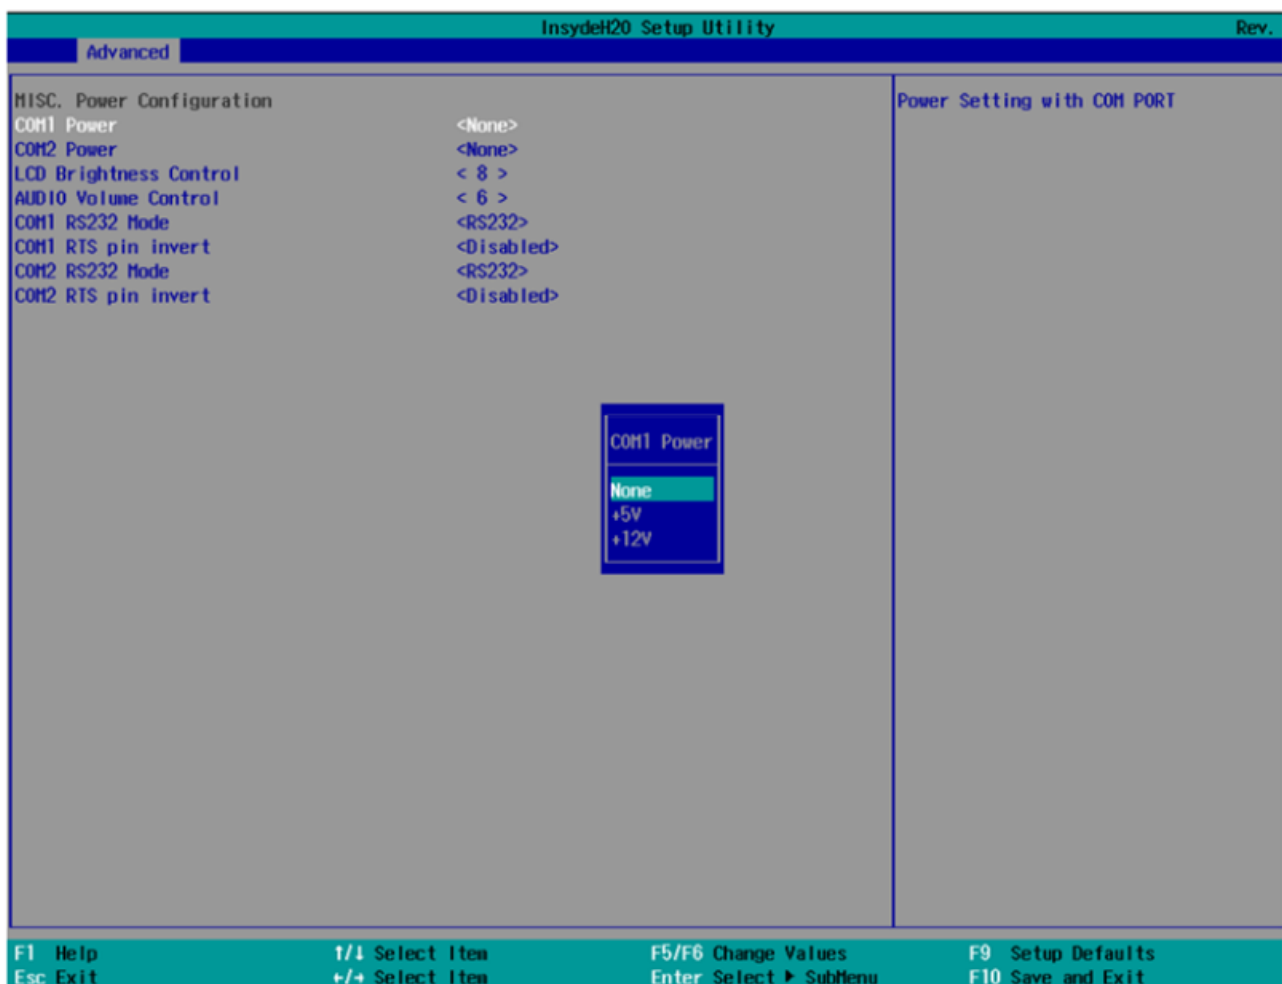 InsydeH20 Setup Utility Rev.
Advanced
MISC. Power Configuration
COM1 Power <None>
COM2 Power <None>
LCD Brightness Control < 8 >
AUDIO Volume Control < 6 >
COM1 RS232 Mode <RS232>
COM1 RTS pin invert <Disabled>
COM2 RS232 Mode <RS232>
COM2 RTS pin invert <Disabled>
Power Setting with COM PORT
COM1 Power
None
+5V
+12V
F1 Help ↑/↓ Select Item F5/F6 Change Values F9 Setup Defaults
Esc Exit ←/→ Select Item Enter Select ▶ SubMenu F10 Save and Exit